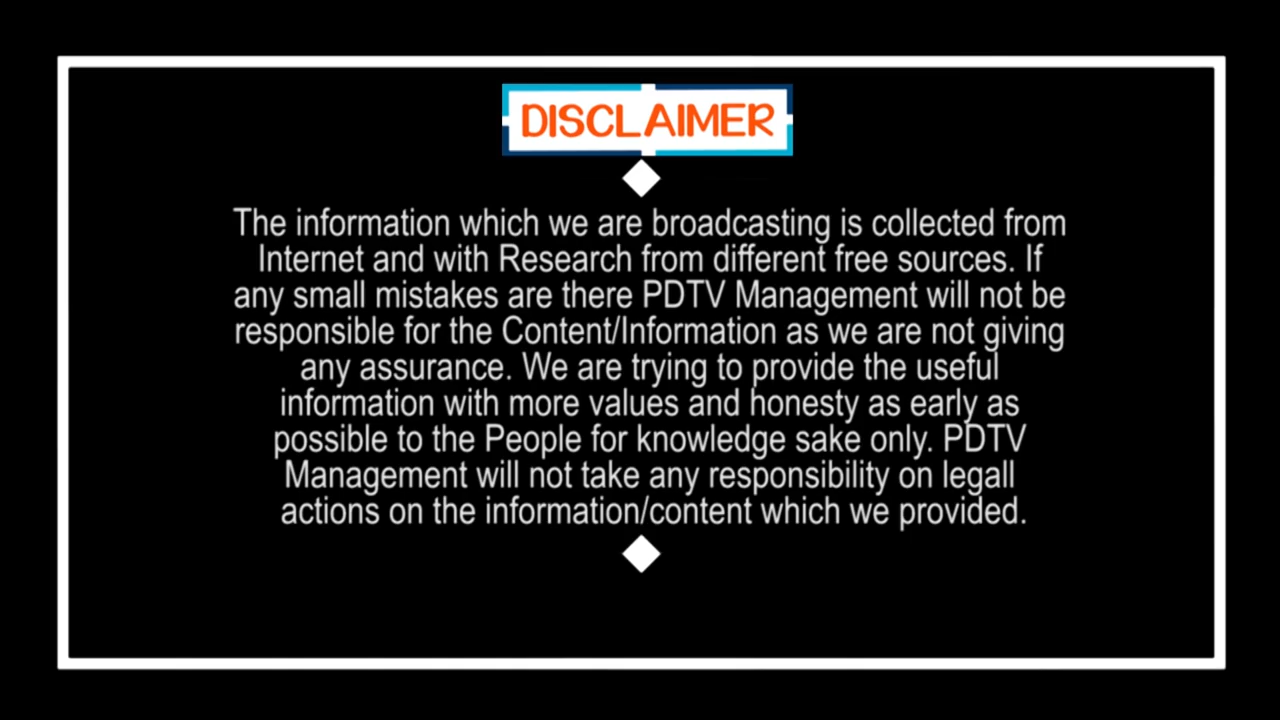 DISCLAIMER
The information which we are broadcasting is collected from
Internet and with Research from different free sources. If
any small mistakes are there PDTV Management will not be
responsible for the Content/Information as we are not giving
any assurance. We are trying to provide the useful
information with more values and honesty as early as
possible to the People for knowledge sake only. PDTV
Management will not take any responsibility on legall
actions on the information/content which we provided.